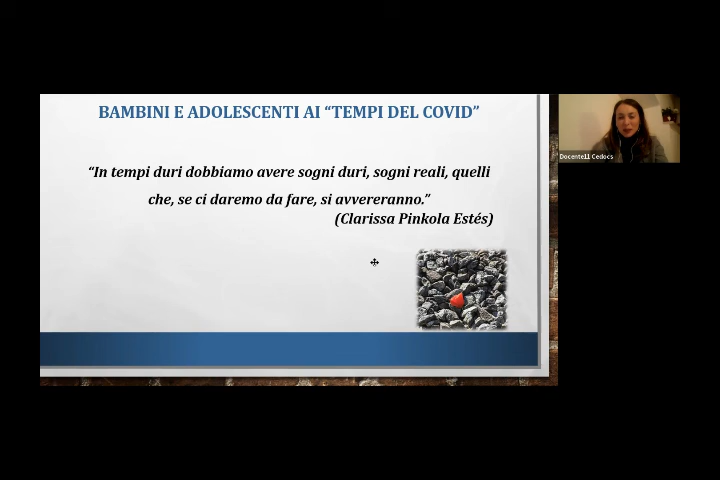 BAMBINI E ADOLESCENTI AI “TEMPI DEL COVID”
“In tempi duri dobbiamo avere sogni duri, sogni reali, quelli
che, se ci daremo da fare, si avvereranno.”
(Clarissa Pinkola Estés)
Docente11 Cedocs